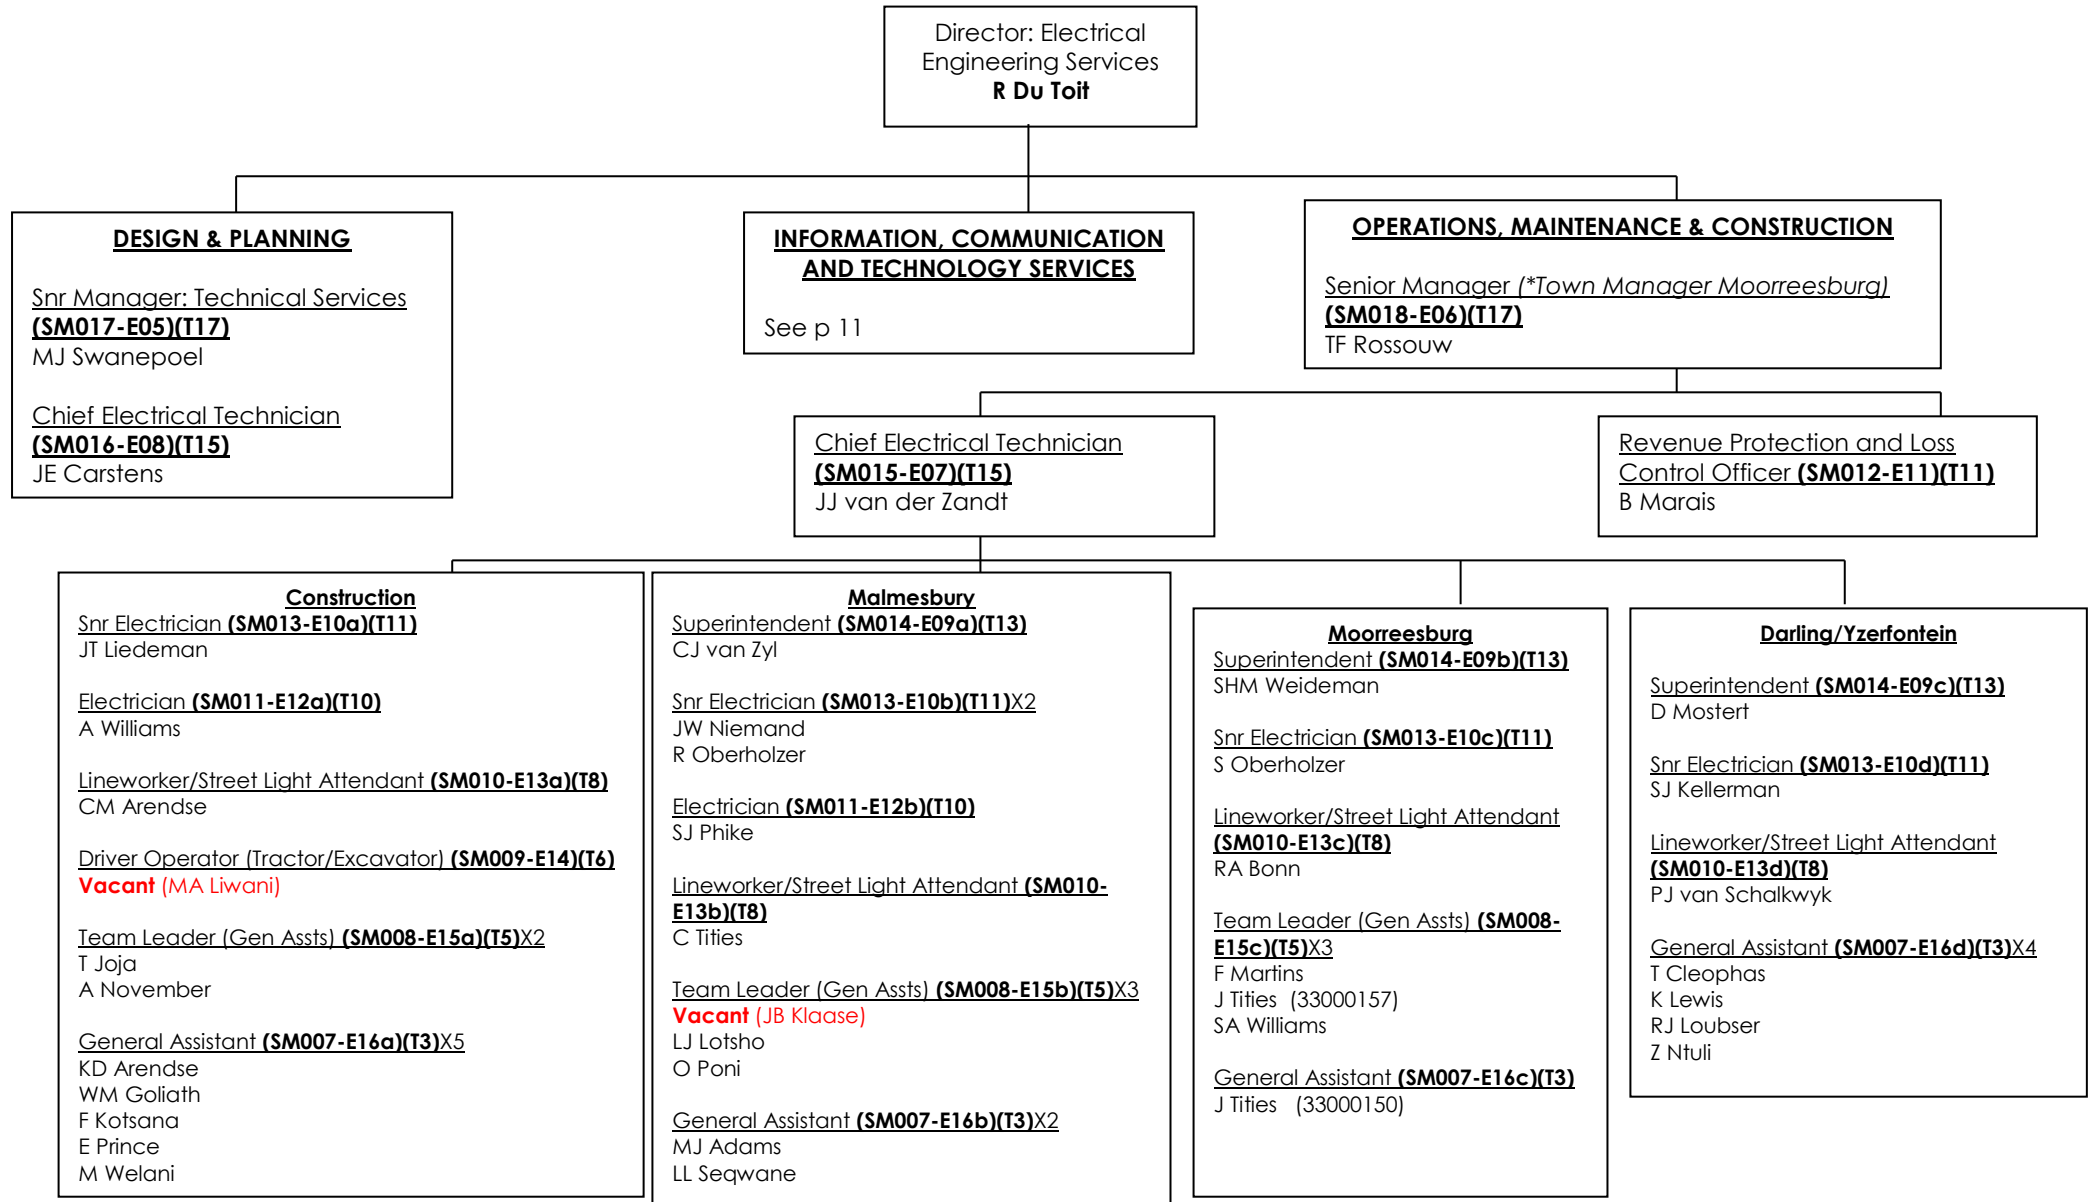 Director: Electrical
Engineering Services
R Du Toit
DESIGN & PLANNING
Snr Manager: Technical Services
(SM017-E05)(T17)
MJ Swanepoel
Chief Electrical Technician
(SM016-E08)(T15)
JE Carstens
INFORMATION, COMMUNICATION
AND TECHNOLOGY SERVICES
See p 11
OPERATIONS, MAINTENANCE & CONSTRUCTION
Senior Manager (*Town Manager Moorreesburg)
(SM018-E06)(T17)
TF Rossouw
Chief Electrical Technician
(SM015-E07)(T15)
JJ van der Zandt
Revenue Protection and Loss
Control Officer (SM012-E11)(T11)
B Marais
Construction
Snr Electrician (SM013-E10a)(T11)
JT Liedeman
Electrician (SM011-E12a)(T10)
A Williams
Lineworker/Street Light Attendant (SM010-E13a)(T8)
CM Arendse
Driver Operator (Tractor/Excavator) (SM009-E14)(T6)
Vacant (MA Liwani)
Team Leader (Gen Assts) (SM008-E15a)(T5)X2
T Joja
A November
General Assistant (SM007-E16a)(T3)X5
KD Arendse
WM Goliath
F Kotsana
E Prince
M Welani
Malmesbury
Superintendent (SM014-E09a)(T13)
CJ van Zyl
Snr Electrician (SM013-E10b)(T11)X2
JW Niemand
R Oberholzer
Electrician (SM011-E12b)(T10)
SJ Phike
Lineworker/Street Light Attendant (SM010-
E13b)(T8)
C Tities
Team Leader (Gen Assts) (SM008-E15b)(T5)X3
Vacant (JB Klaase)
LJ Lotsho
O Poni
General Assistant (SM007-E16b)(T3)X2
MJ Adams
LL Seqwane
Moorreesburg
Superintendent (SM014-E09b)(T13)
SHM Weideman
Snr Electrician (SM013-E10c)(T11)
S Oberholzer
Lineworker/Street Light Attendant
(SM010-E13c)(T8)
RA Bonn
Team Leader (Gen Assts) (SM008-
E15c)(T5)X3
F Martins
J Tities (33000157)
SA Williams
General Assistant (SM007-E16c)(T3)
J Tities (33000150)
Darling/Yzerfontein
Superintendent (SM014-E09c)(T13)
D Mostert
Snr Electrician (SM013-E10d)(T11)
SJ Kellerman
Lineworker/Street Light Attendant
(SM010-E13d)(T8)
PJ van Schalkwyk
General Assistant (SM007-E16d)(T3)X4
T Cleophas
K Lewis
RJ Loubser
Z Ntuli